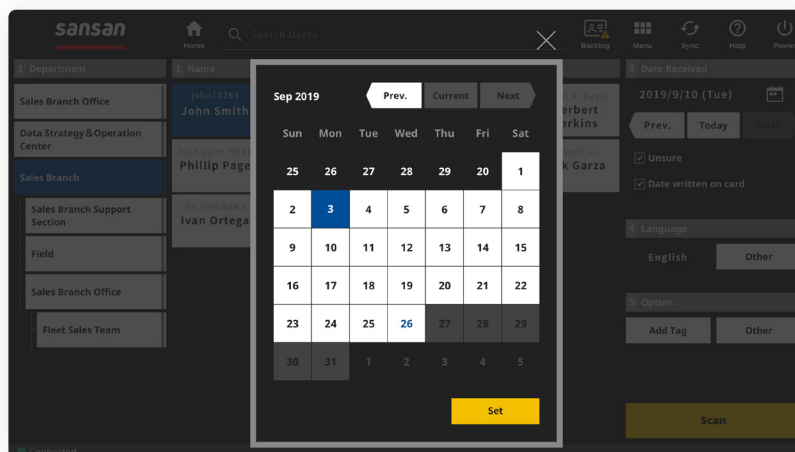 sansan
Home
Search Users
Backlog
Menu
Sync
Help
Power
1 Department
Sales Branch Office
Data Strategy&Operation
Center
Sales Branch
Sales Branch Support
Section
Field
Sales Branch Office
Fleet Sales Team
Name
john10293
John Smith
Phillip Page
22_tomikawa
Ivan Ortega
Davis
erbert
erkins
k Garza
Sep 2019
Prev.
Current
Next
Sun Mon Tue Wed Thu Fri Sat
25 26 27 28 29 20 1
2 3 4 5 6 7 8
9 10 11 12 13 14 15
16 17 18 19 20 21 22
23 24 25 26 27 28 29
30 31 1 2 3 4 5
Set
3 Date Received
2019/9/10 (Tue)
Prev.
Today
Next
Unsure
Date written on card
4 Language
English
Other
5 Option
Add Tag
Other
Scan